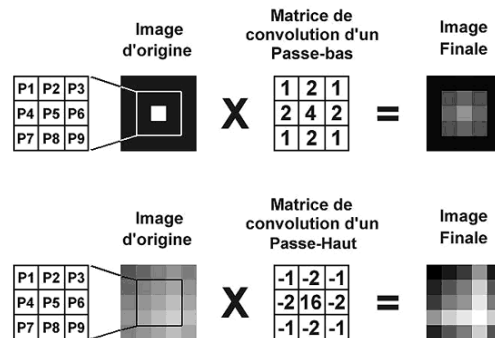 Image
d'origine
Matrice de
convolution d'un
Passe-bas
Image
Finale
P1 P2 P3
P4 P5 P6
P7 P8 P9
X
1 2 1
2 4 2
1 2 1
=
Image
d'origine
Matrice de
convolution d'un
Passe-Haut
Image
Finale
P1 P2 P3
P4 P5 P6
P7 P8 P9
X
-1 -2 -1
-2 16 -2
-1 -2 -1
=